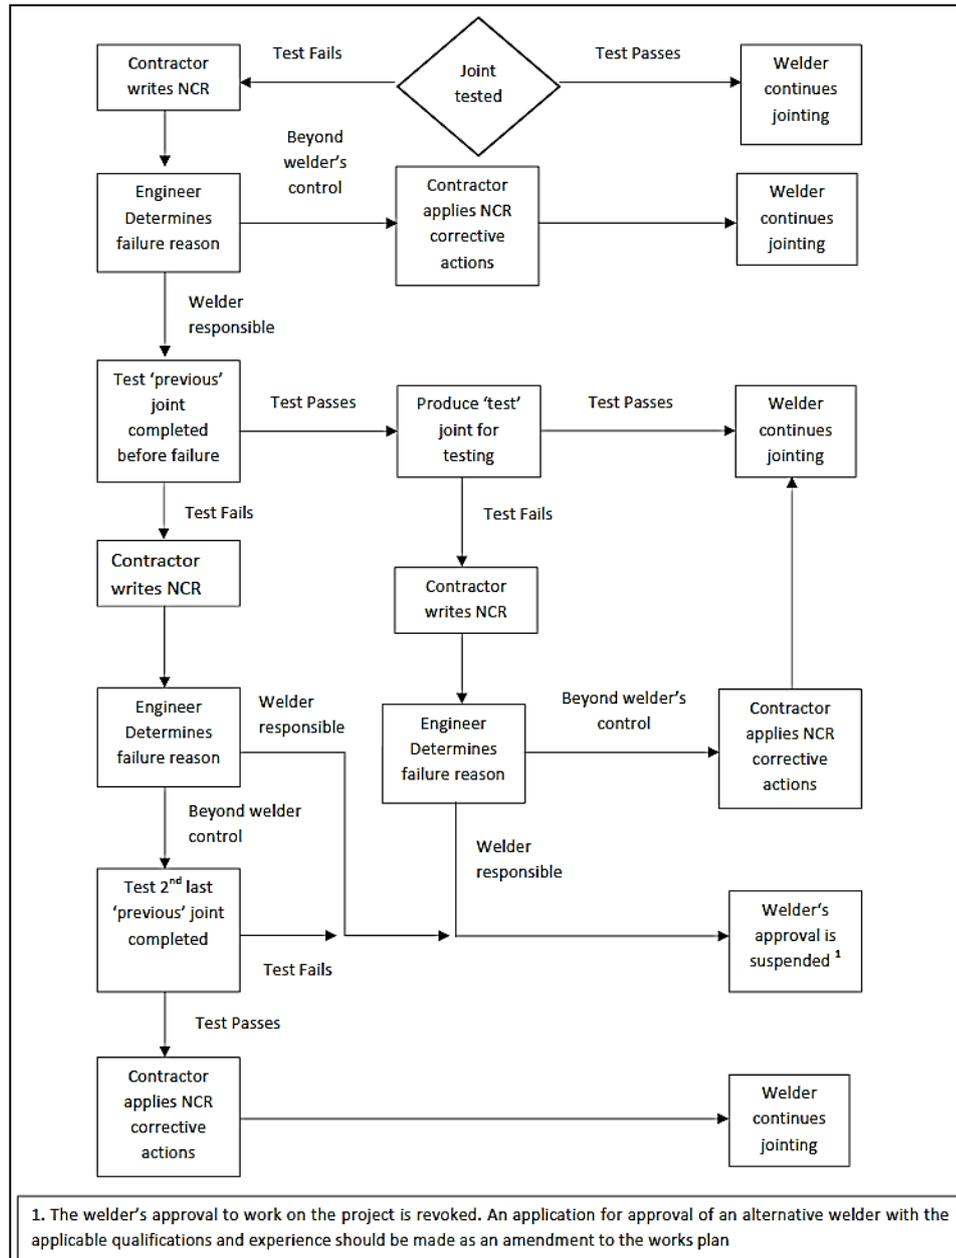 Test Fails
Test Passes
Contractor
writes NCR
Joint
tested
Welder
continues
jointing
Beyond
welder's
control
Engineer
Determines
failure reason
Contractor
applies NCR
corrective
actions
Welder
continues
jointing
Welder
responsible
Test ‘previous’
joint
completed
before failure
Test Passes
Produce ‘test’
joint for
testing
Test Passes
Welder
continues
jointing
Test Fails
Test Fails
Contractor
writes NCR
Contractor
writes NCR
Engineer
Determines
failure reason
Welder
responsible
Engineer
Determines
failure reason
Beyond welder's
control
Contractor
applies NCR
corrective
actions
Beyond welder
control
Welder
responsible
Test 2nd last
‘previous’ joint
completed
Test Fails
Welder‘s
approval is
suspended 1
Test Passes
Contractor
applies NCR
corrective
actions
Welder
continues
jointing
1. The welder’s approval to work on the project is revoked. An application for approval of an alternative welder with the
applicable qualifications and experience should be made as an amendment to the works plan